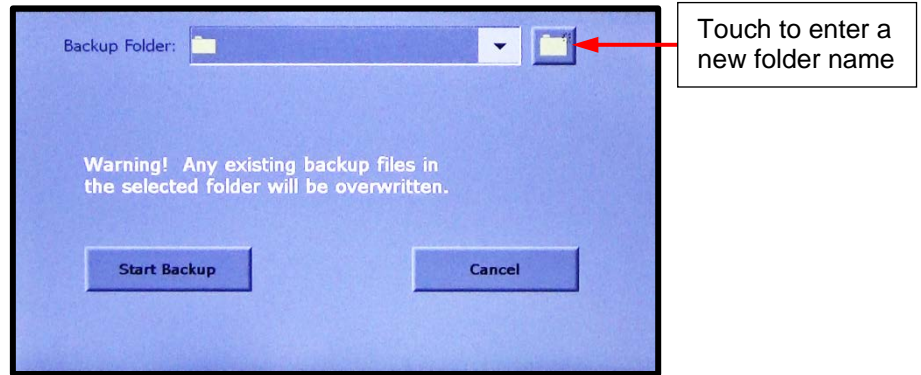 Backup Folder:
Touch to enter a
new folder name
Warning! Any existing backup files in
the selected folder will be overwritten.
Start Backup
Cancel